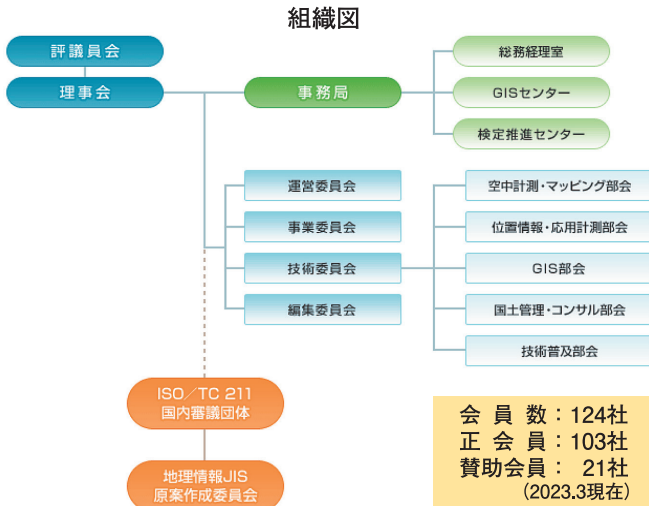 組織図
評議員会
理事会
事務局
総務経理室
GISセンター
検定推進センター
運営委員会
事業委員会
技術委員会
編集委員会
空中計測・マッピング部会
位置情報・応用計測部会
GIS部会
国土管理・コンサル部会
技術普及部会
ISO／TC 211
国内審議団体
地理情報JIS
原案作成委員会
会員数：124社
正会員：103社
賛助会員： 21社
(2023.3現在)